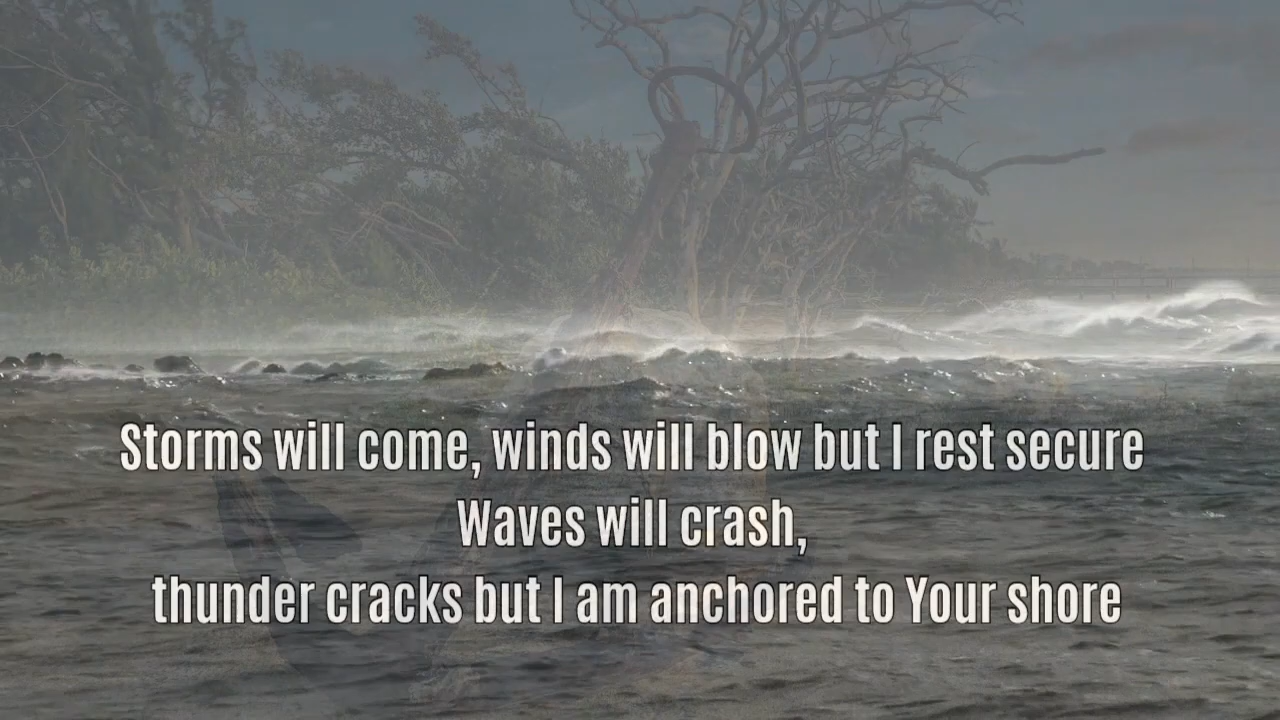 Storms will come, winds will blow but I rest secure
Waves will crash,
thunder cracks but I am anchored to Your shore